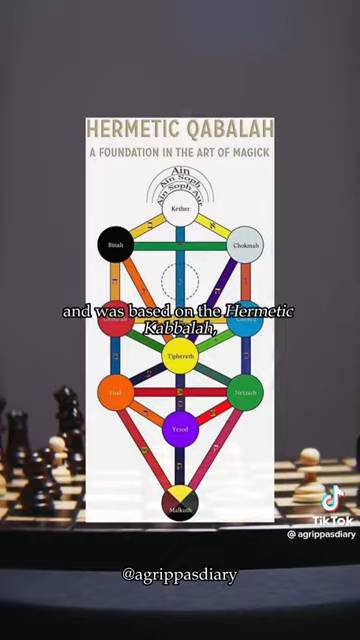 HERMETIC QABALAH
A FOUNDATION IN THE ART OF MAGICK
Ain
Ain Soph
Ain Soph Aur
Kether
Binah
Chokmah
and was based on the Hermetic
Kabbalah,
Tiphereth
Hod
Netzach
Yesod
Malkuth
TikTok
@ agrippasdiary
@agrippasdiary